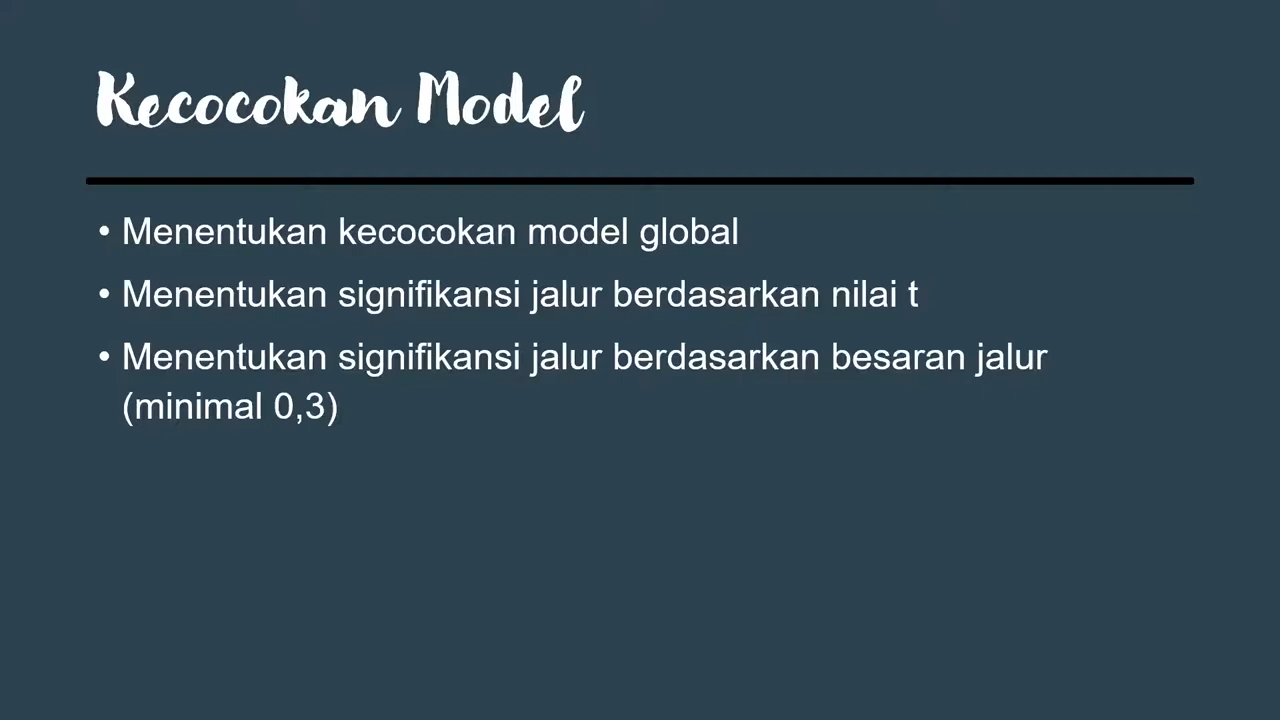 Kecocokan Model
• Menentukan kecocokan model global
• Menentukan signifikansi jalur berdasarkan nilai t
• Menentukan signifikansi jalur berdasarkan besaran jalur
(minimal 0,3)